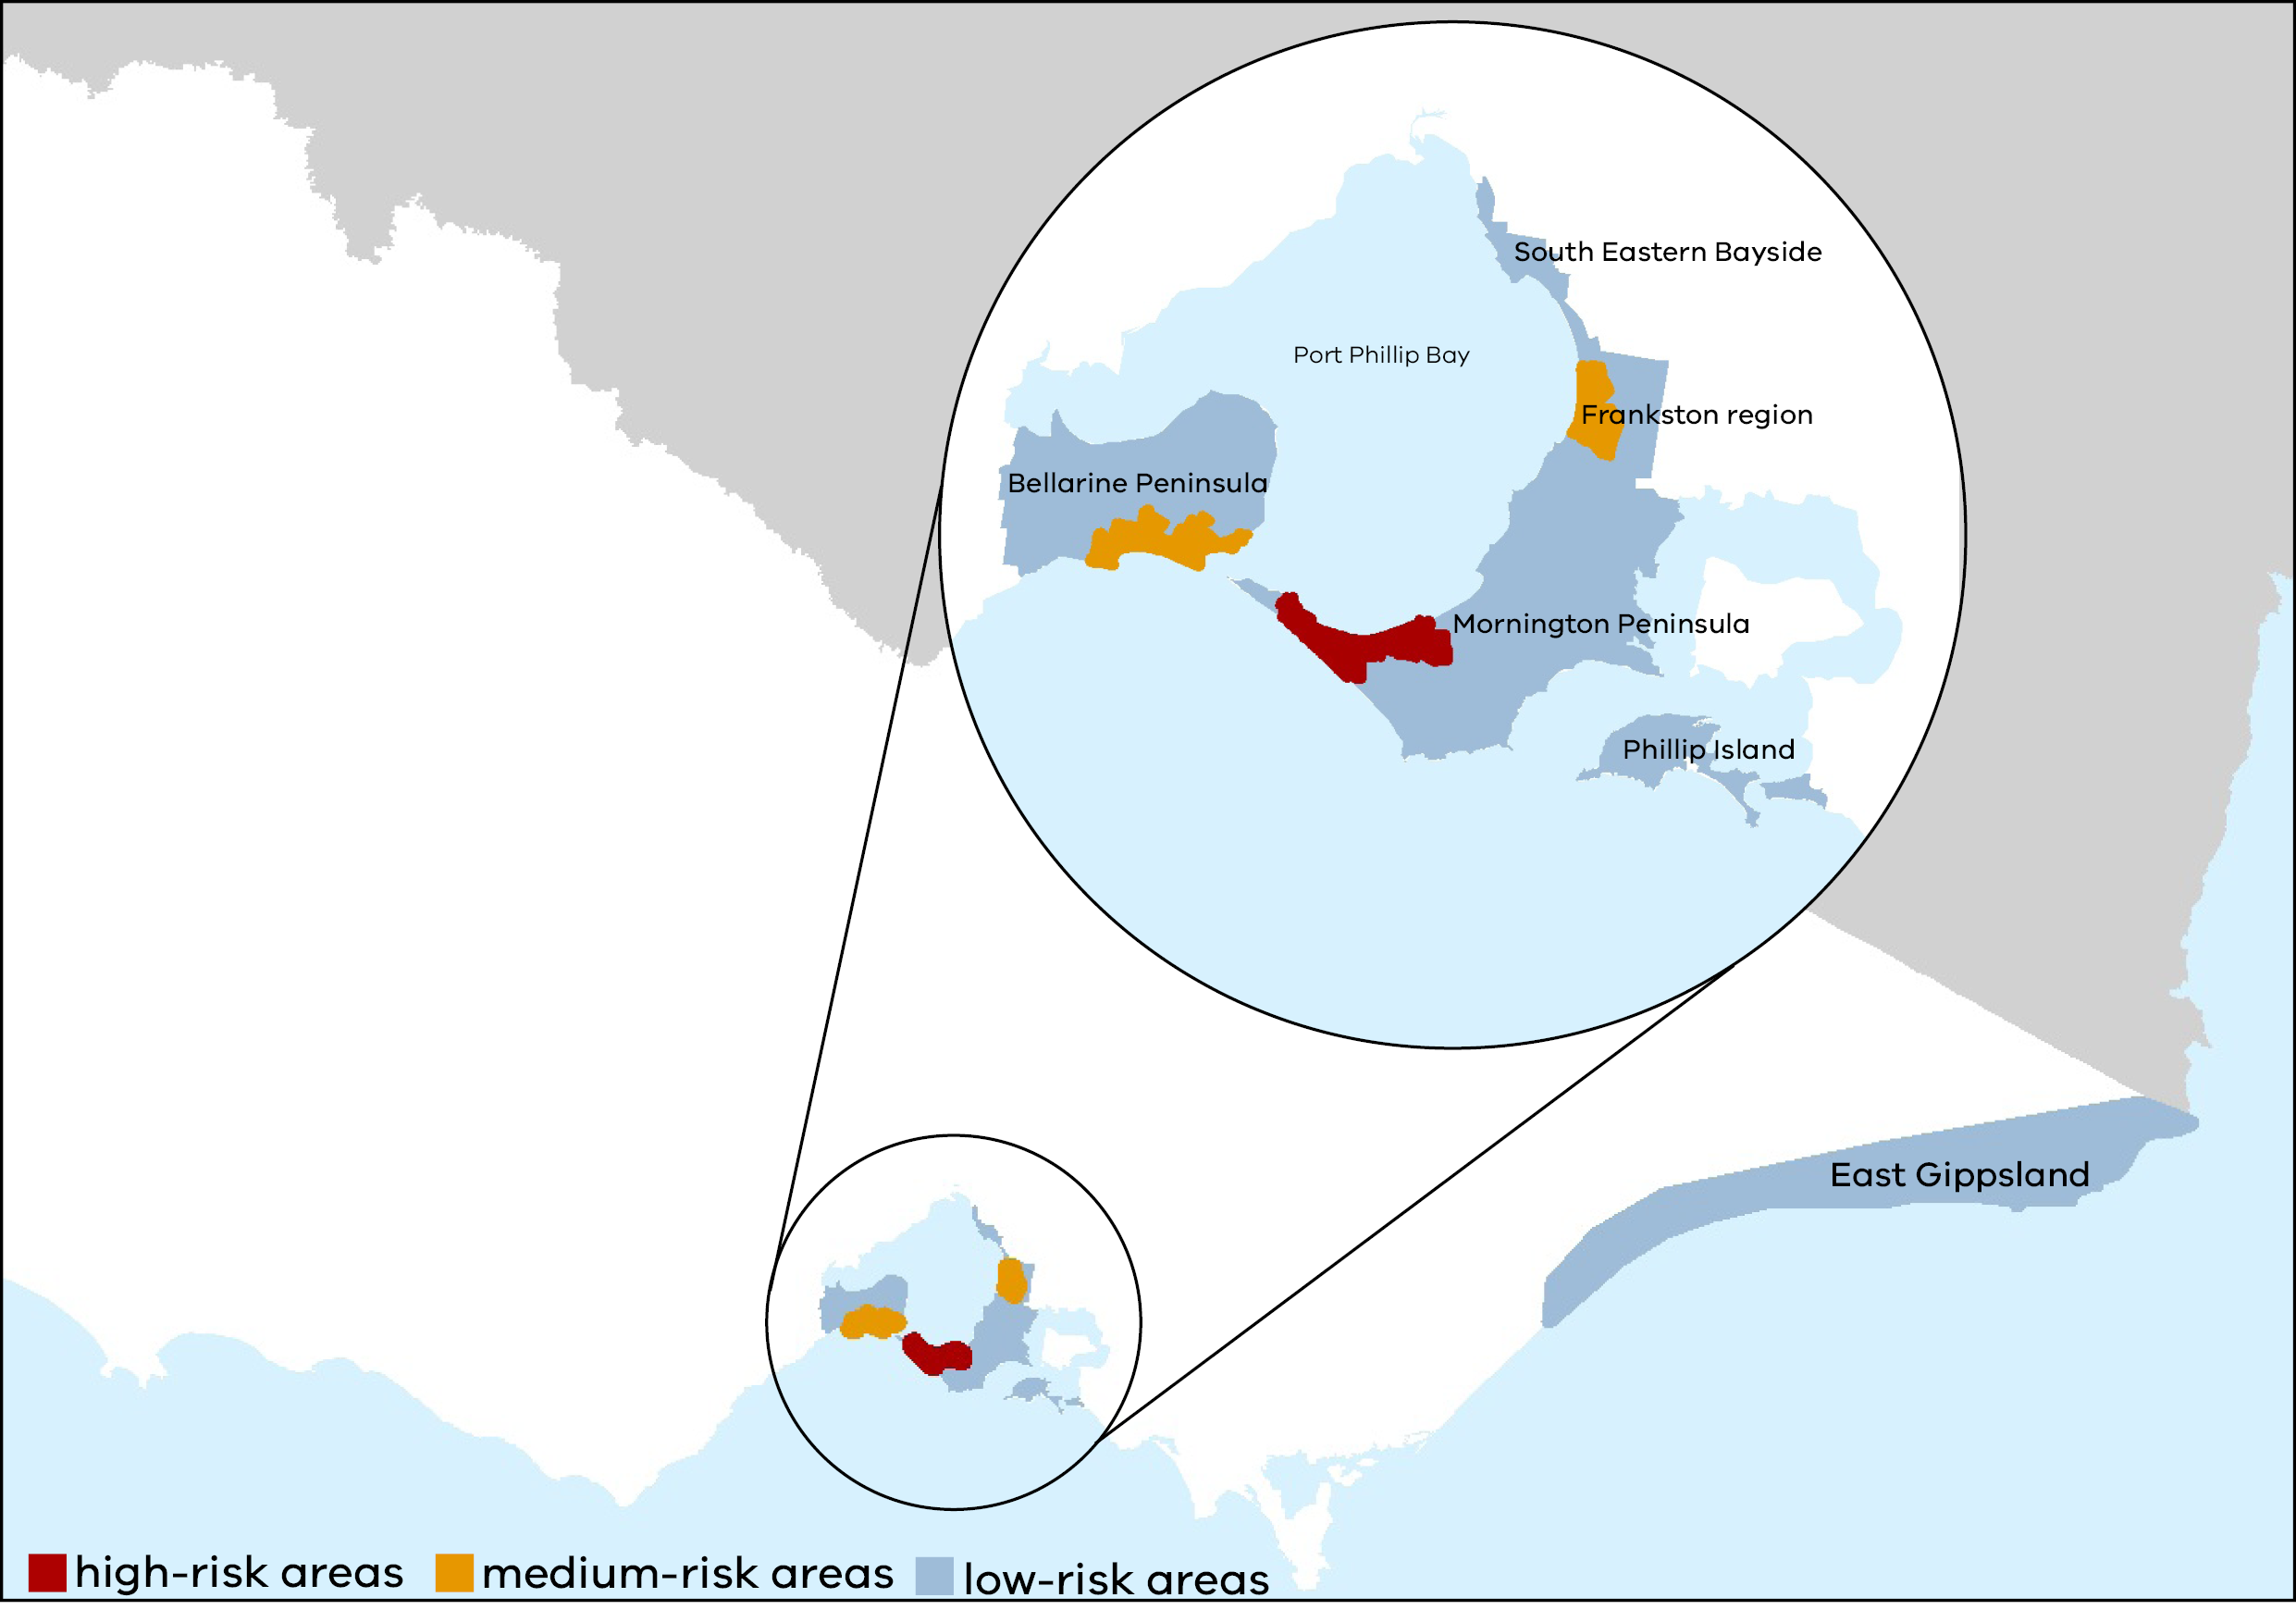 South Eastern Bayside
Port Phillip Bay
Frankston region
Bellarine Peninsula
Mornington Peninsula
Phillip Island
East Gippsland
high-risk areas
medium-risk areas
low-risk areas